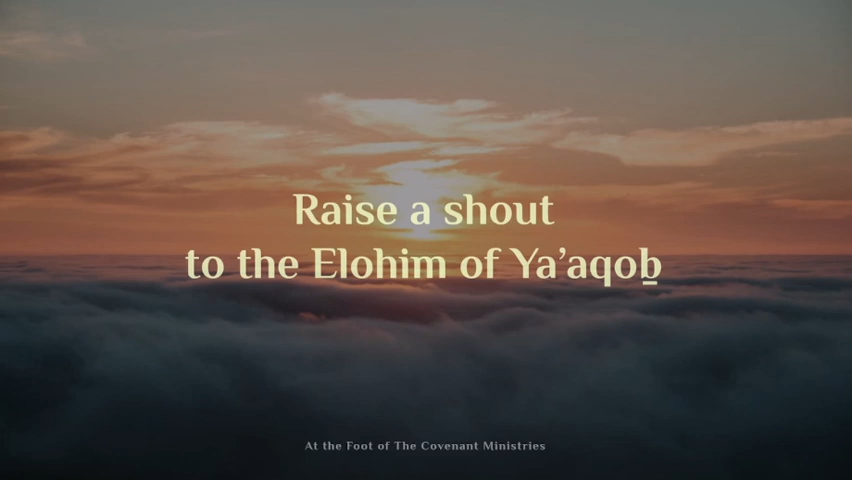 Raise a shout
to the Elohim of Ya’aqoḇ
At the Foot of The Covenant Ministries